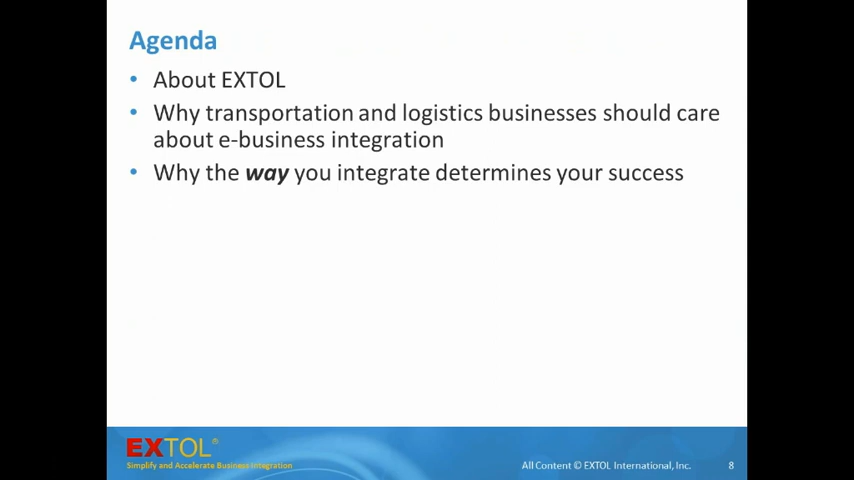 Agenda
• About EXTOL
• Why transportation and logistics businesses should care
about e-business integration
• Why the way you integrate determines your success
EXTOL®
Simplify and Accelerate Business Integration
All Content © EXTOL International, Inc.
8